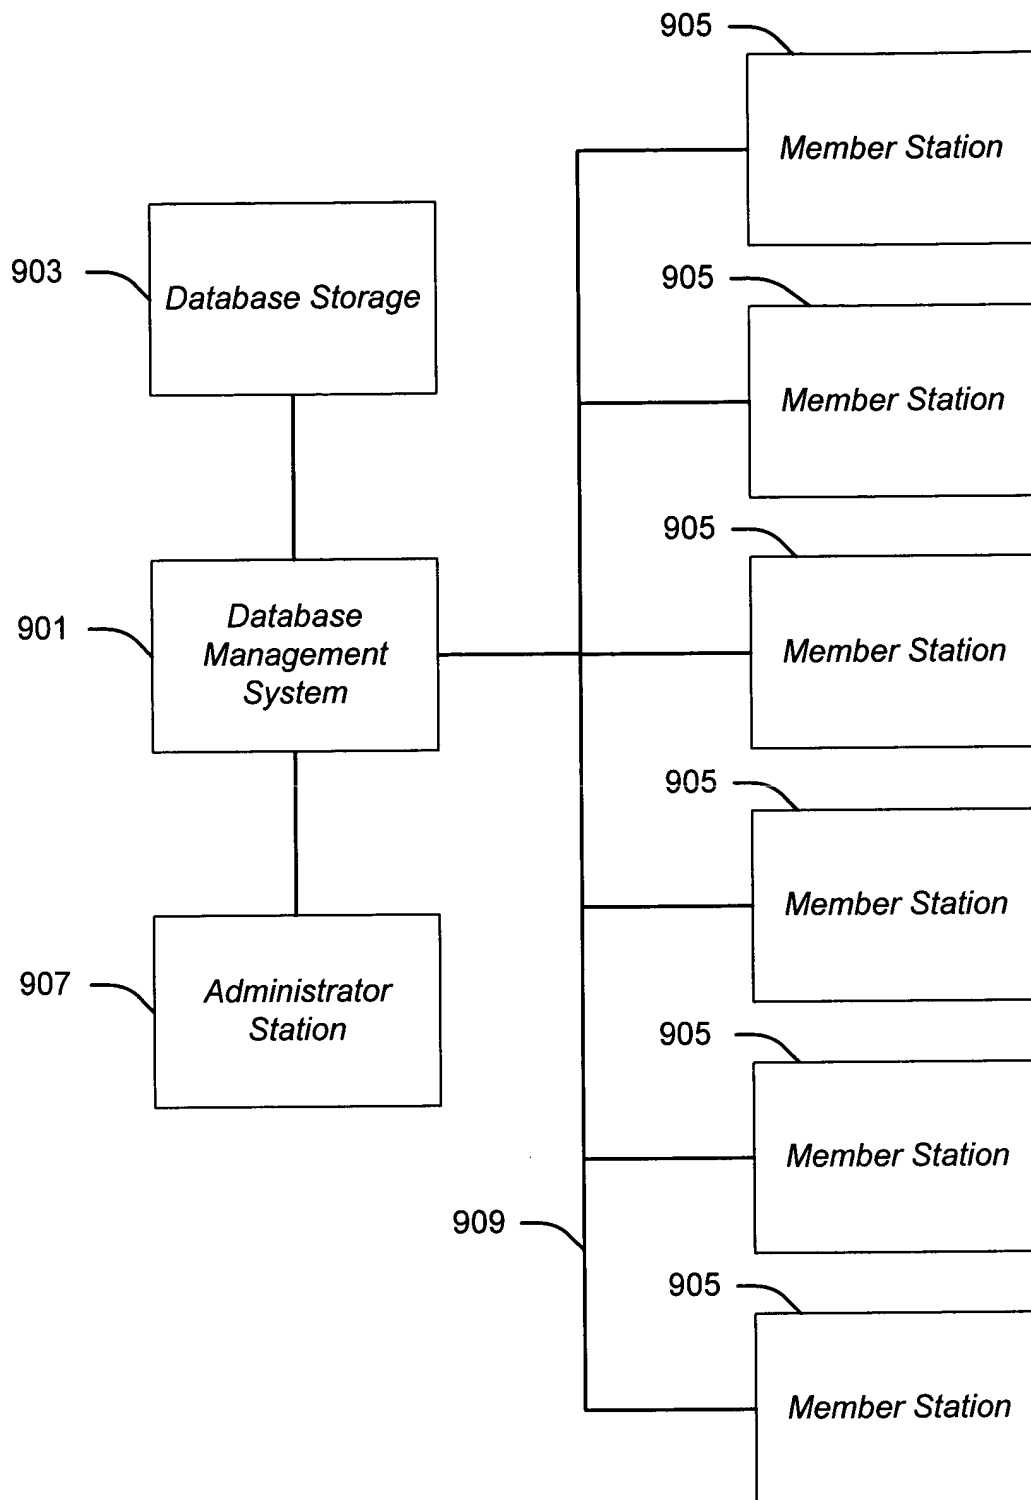 905
Member Station
903
Database Storage
905
Member Station
905
901
Database
Management
System
Member Station
905
Member Station
907
Administrator
Station
905
Member Station
909
905
Member Station